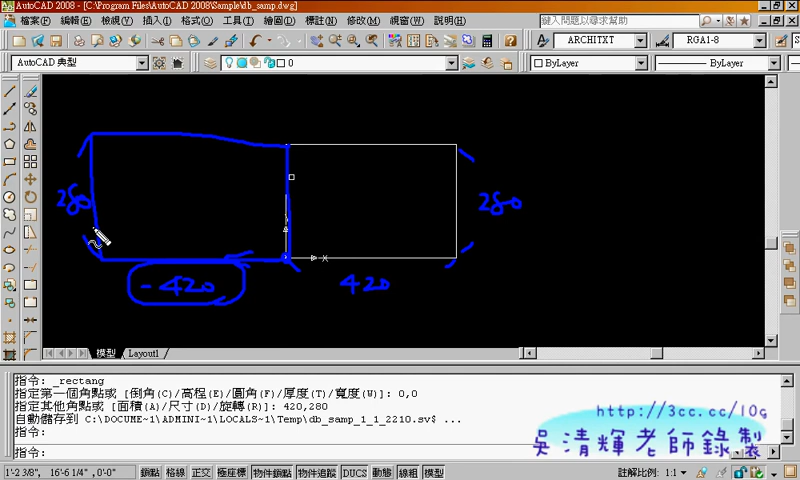 AutoCAD 2008 - [C:\Program Files\AutoCAD 2008\Sample\db_samp.dwg]
檔案(F) 編輯(E) 檢視(V) 插入(I) 格式(O) 工具(T) 繪圖(D) 標註(N) 修改(M) 視窗(W) 說明(H) 鍵入問題以尋求幫助
ARCHITXT RGA1-8 S
AutoCAD 典型 0 ByLayer ByLayer
280 280
X
-420 420
模型 Layout1
指令: _rectang
指定第一個角點或 [倒角(C)/高程(E)/圓角(F)/厚度(T)/寬度(W)]: 0,0
指定其他角點或 [面積(A)/尺寸(D)/旋轉(R)]: 420,280
自動儲存到 C:\DOCUME~1\ADMINI~1\LOCALS~1\Temp\db_samp_1_1_2210.sv$ ...
指令:
指令:
http://3cc.cc/10g
吳清輝老師錄製
1'-2 3/8", 16'-6 1/4" ,0'-0" 鎖點 格線 正交 極座標 物件鎖點 物件追蹤 DUCS 動態 線粗 模型 註解比例: 1:1